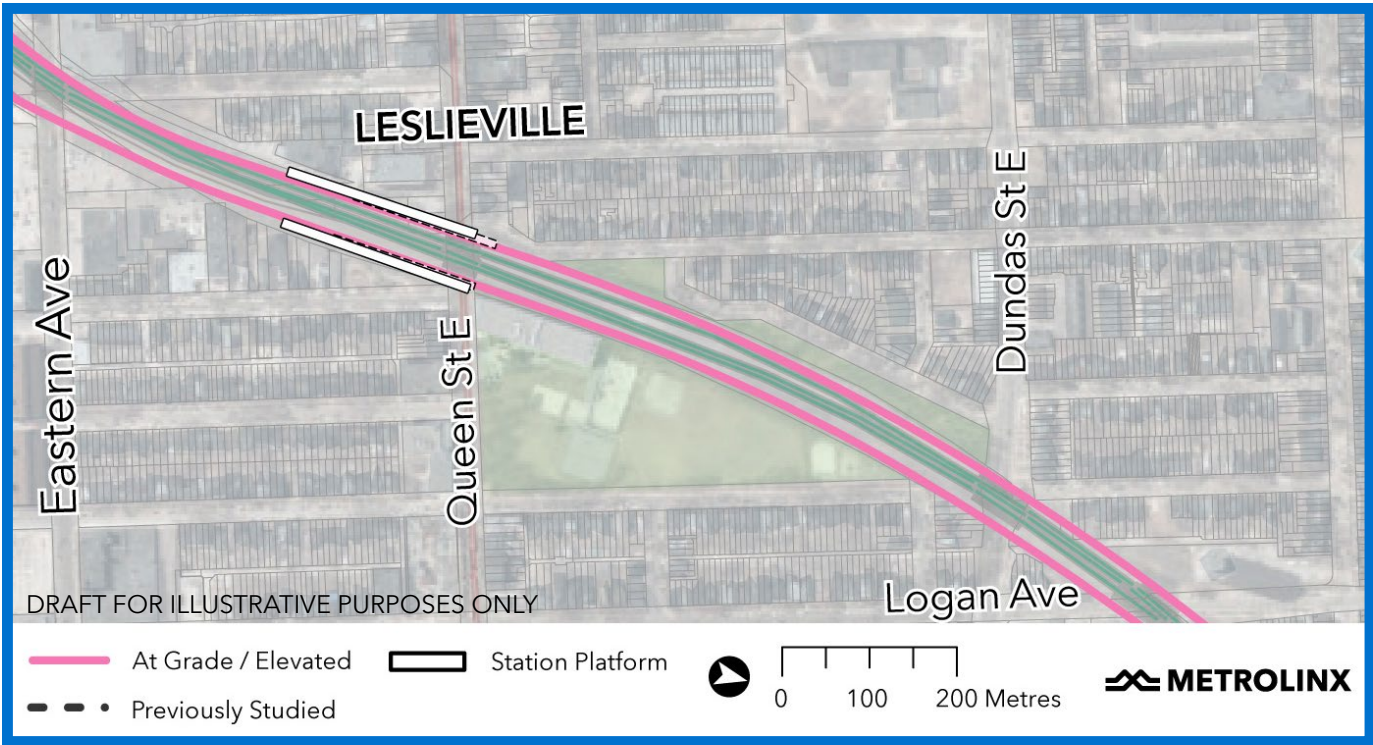 LESLIEVILLE
Dundas St E
Eastern Ave
Queen St E
Logan Ave
DRAFT FOR ILLUSTRATIVE PURPOSES ONLY
At Grade / Elevated
Station Platform
Previously Studied
0 100 200 Metres
METROLINX